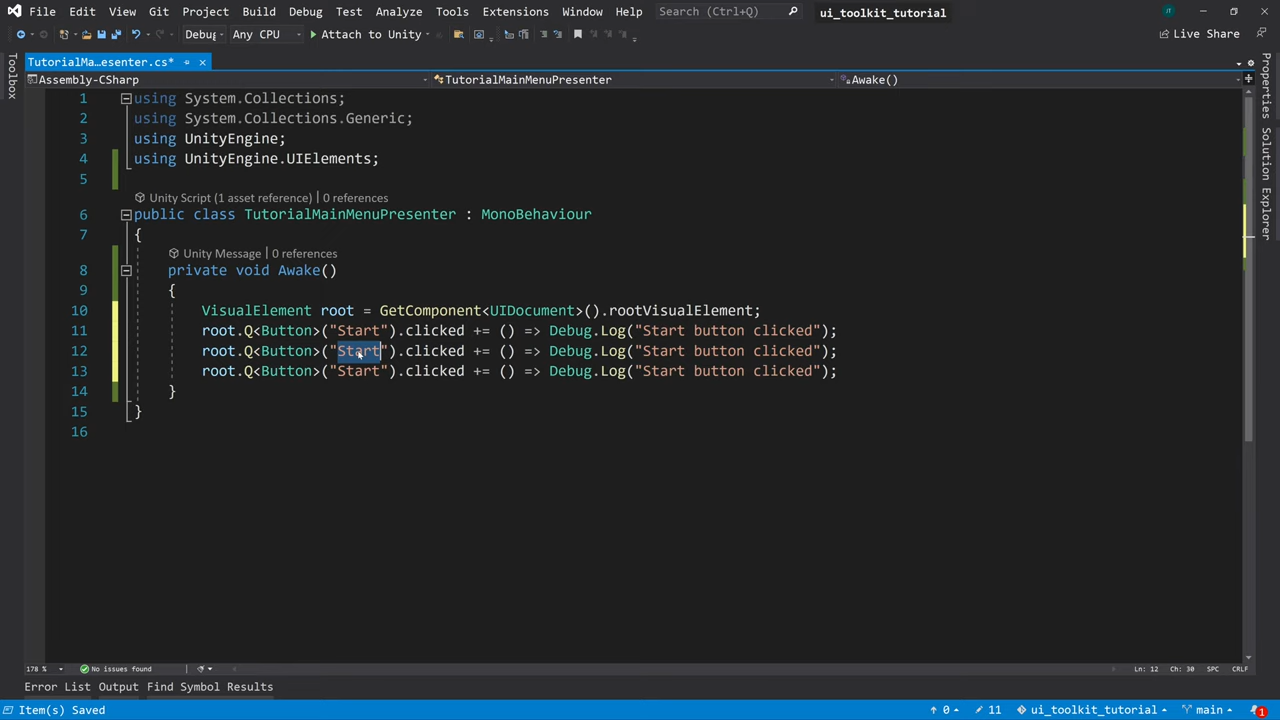 File Edit View Git Project Build Debug Test Analyze Tools Extensions Window Help Search (Ctrl+Q) ui_toolkit_tutorial JT
Debug Any CPU Attach to Unity Live Share
TutorialMa...esenter.cs*
Assembly-CSharp TutorialMainMenuPresenter Awake()
Toolbox
Properties
Solution Explorer
1 using System.Collections;
2 using System.Collections.Generic;
3 using UnityEngine;
4 using UnityEngine.UIElements;
5
Unity Script (1 asset reference) | 0 references
6 public class TutorialMainMenuPresenter : MonoBehaviour
7 {
Unity Message | 0 references
8 private void Awake()
9 {
10 VisualElement root = GetComponent<UIDocument>().rootVisualElement;
11 root.Q<Button>("Start").clicked += () => Debug.Log("Start button clicked");
12 root.Q<Button>("Start").clicked += () => Debug.Log("Start button clicked");
13 root.Q<Button>("Start").clicked += () => Debug.Log("Start button clicked");
14 }
15 }
16
178 % No issues found Ln: 12 Ch: 30 SPC CRLF
Error List Output Find Symbol Results
Item(s) Saved 0 11 ui_toolkit_tutorial main 1